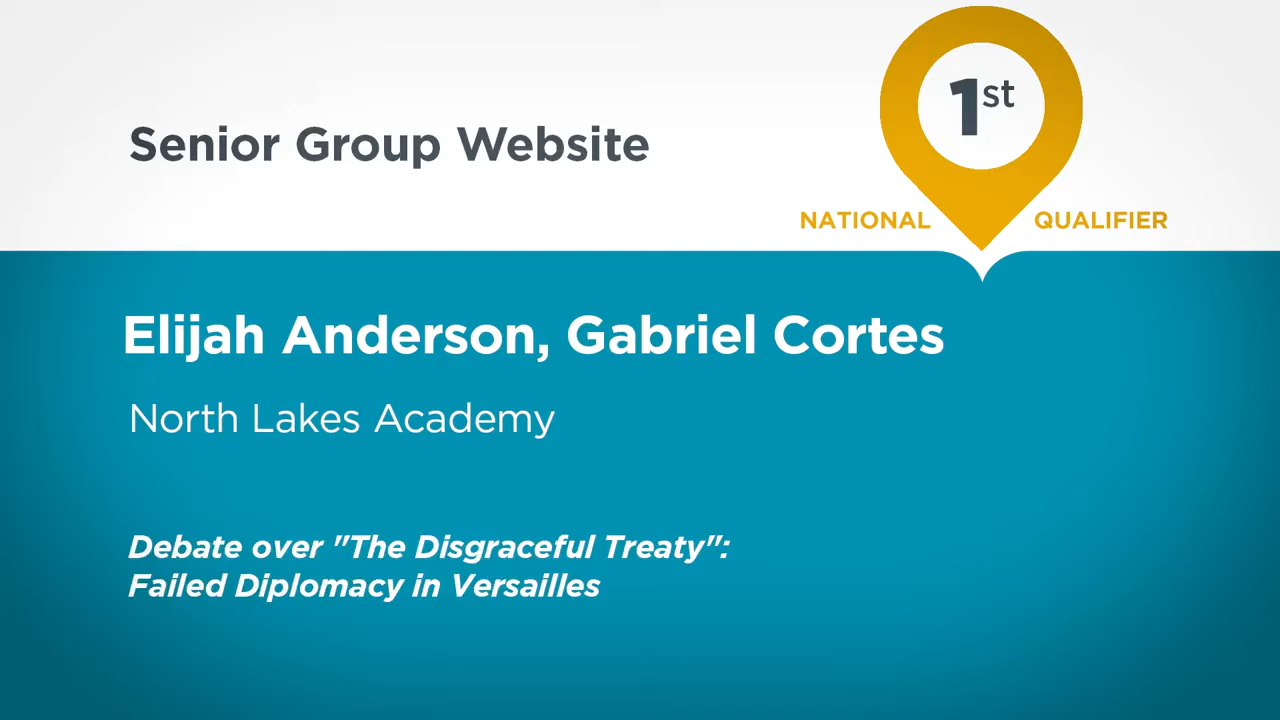 1st
Senior Group Website
NATIONAL QUALIFIER
Elijah Anderson, Gabriel Cortes
North Lakes Academy
Debate over "The Disgraceful Treaty":
Failed Diplomacy in Versailles